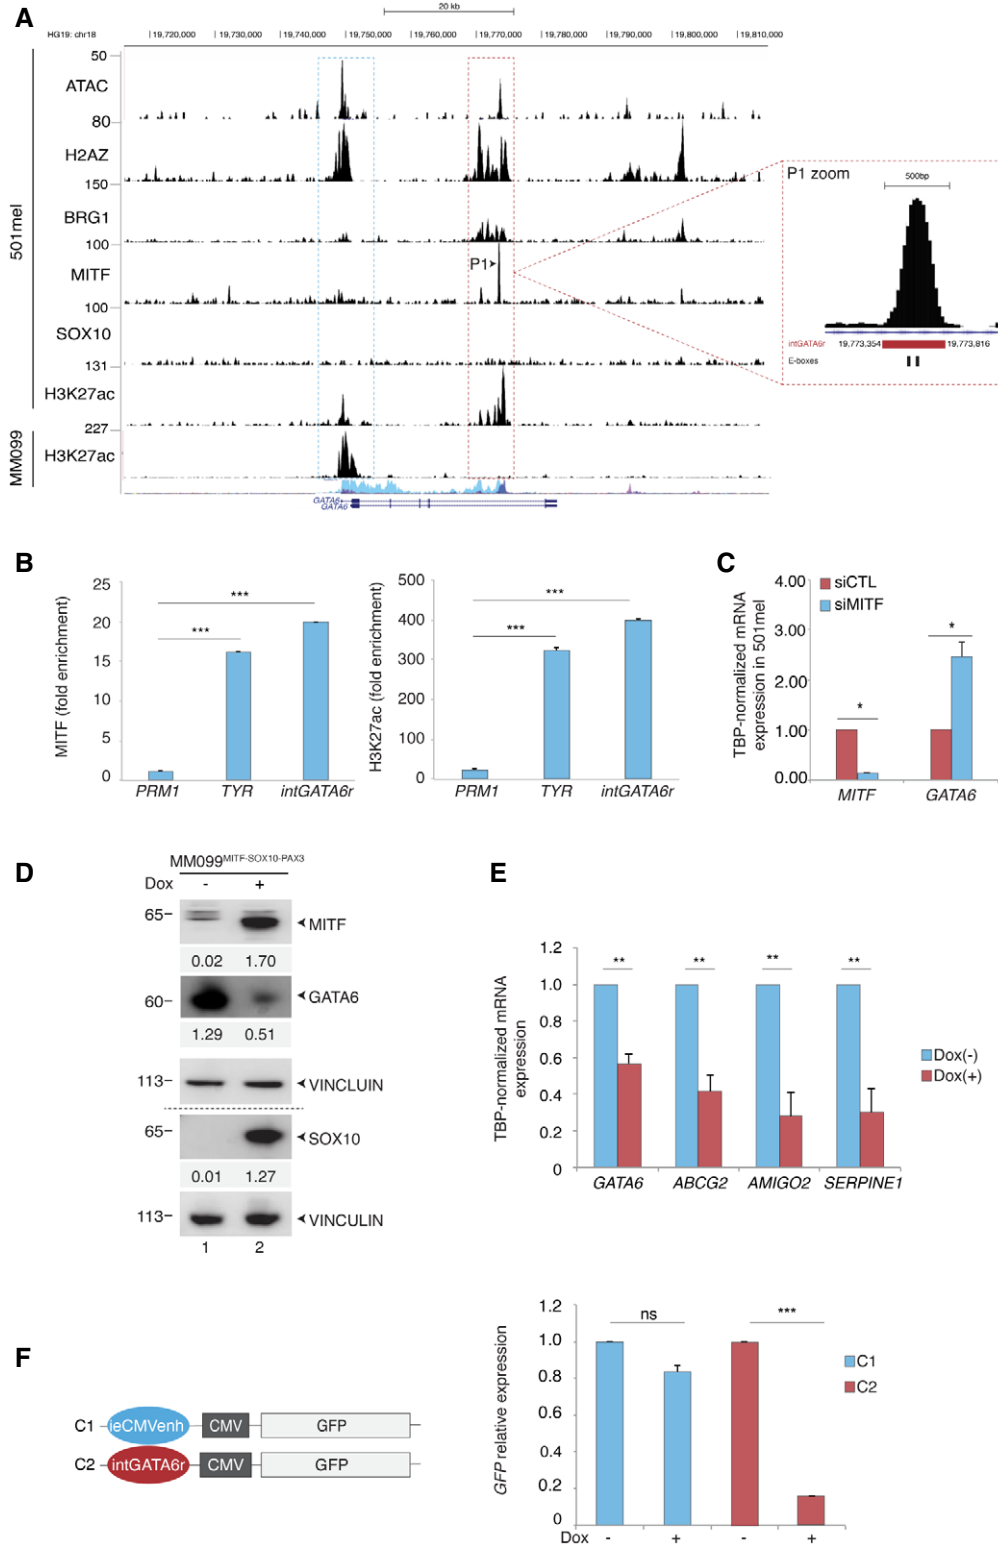 A
20 kb
HG19: chr18
19,720,000 19,730,000 19,740,000 19,750,000 19,760,000 19,770,000 19,780,000 19,790,000 19,800,000 19,810,000
501mel
50
ATAC
80
H2AZ
150
BRG1
100
MITF
P1
100
SOX10
131
H3K27ac
227
MM099
H3K27ac
GATA6
GATA6
P1 zoom
500bp
intGATA6r 19,773,354 19,773,816
E-boxes
B
MITF (fold enrichment)
25
20
15
10
5
0
***
***
PRM1 TYR intGATA6r
H3K27ac (fold enrichment)
500
400
300
200
100
0
***
***
PRM1 TYR intGATA6r
C
siCTL
siMITF
TBP-normalized mRNA
expression in 501mel
4.00
3.00
2.00
1.00
0.00
*
*
MITF GATA6
D
MM099MITF-SOX10-PAX3
Dox - +
65
MITF
0.02 1.70
60
GATA6
1.29 0.51
113
VINCLUIN
65
SOX10
0.01 1.27
113
VINCULIN
1 2
E
TBP-normalized mRNA
expression
1.2
1.0
0.8
0.6
0.4
0.2
0
** ** ** **
GATA6 ABCG2 AMIGO2 SERPINE1
Dox(-)
Dox(+)
F
C1 ieCMVenh CMV GFP
C2 intGATA6r CMV GFP
GFP relative expression
1.2
1.0
0.8
0.6
0.4
0.2
0
ns ***
Dox - + - +
C1
C2